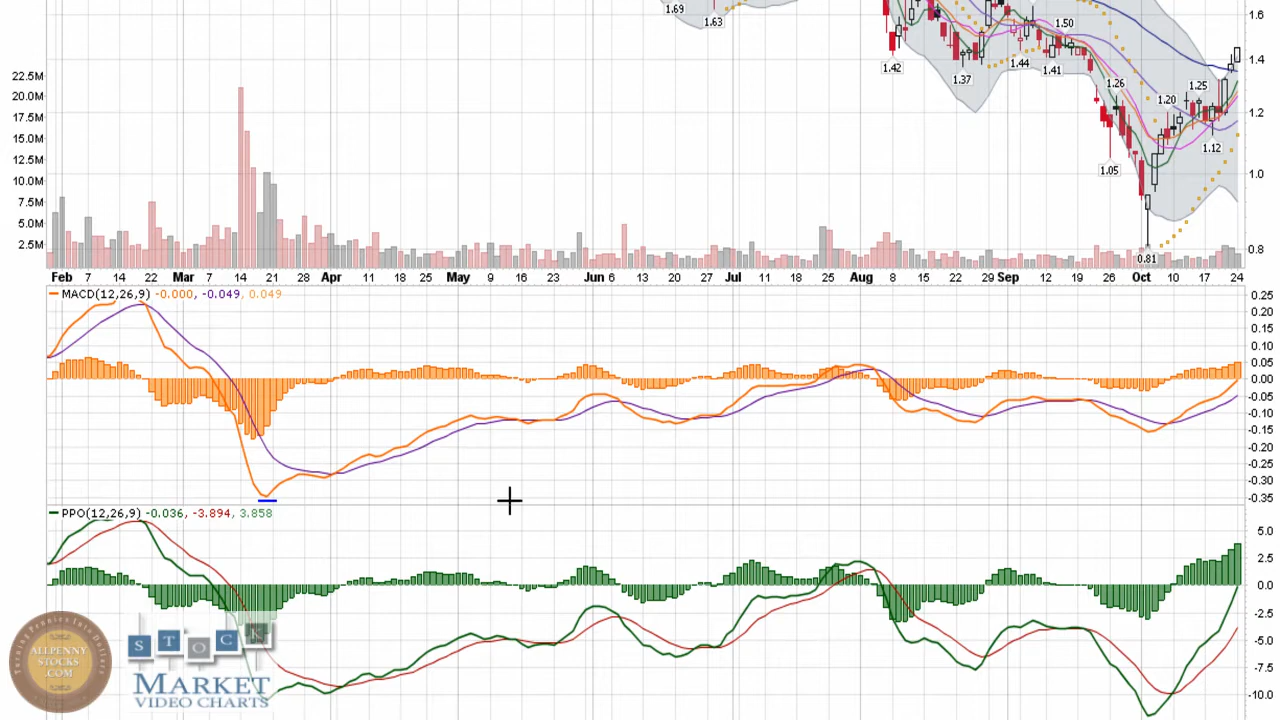 1.69
1.63
1.6
1.50
1.42
1.37
1.44
1.41
1.4
1.26
1.20
1.25
1.2
1.12
1.05
1.0
0.81
0.8
22.5M
20.0M
17.5M
15.0M
12.5M
10.0M
7.5M
5.0M
2.5M
Feb 7 14 22 Mar 7 14 21 28 Apr 11 18 25 May 9 16 23 Jun 6 13 20 27 Jul 11 18 25 Aug 8 15 22 29 Sep 12 19 26 Oct 10 17 24
MACD(12,26,9) -0.000, -0.049, 0.049
0.25
0.20
0.15
0.10
0.05
0.00
-0.05
-0.10
-0.15
-0.20
-0.25
-0.30
-0.35
PPO(12,26,9) -0.036, -3.894, 3.858
5.0
2.5
0.0
-2.5
-5.0
-7.5
-10.0
Turning Pennies Into Dollars
ALLPENNY
STOCKS
.COM
STOCK
MARKET
VIDEO CHARTS